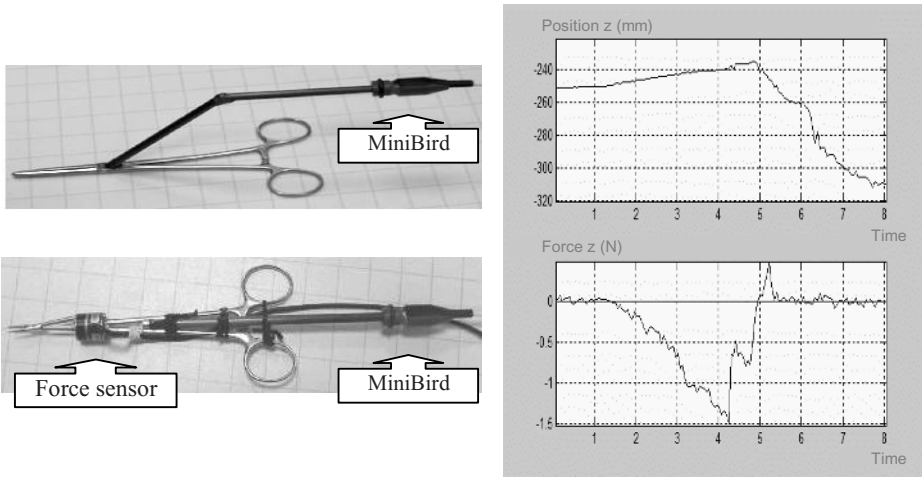 MiniBird
Force sensor
MiniBird
Position z (mm)
-240
-260
-280
-300
-320
1 2 3 4 5 6 7 8
Time
Force z (N)
0
-0.5
-1
-1.5
1 2 3 4 5 6 7 8
Time